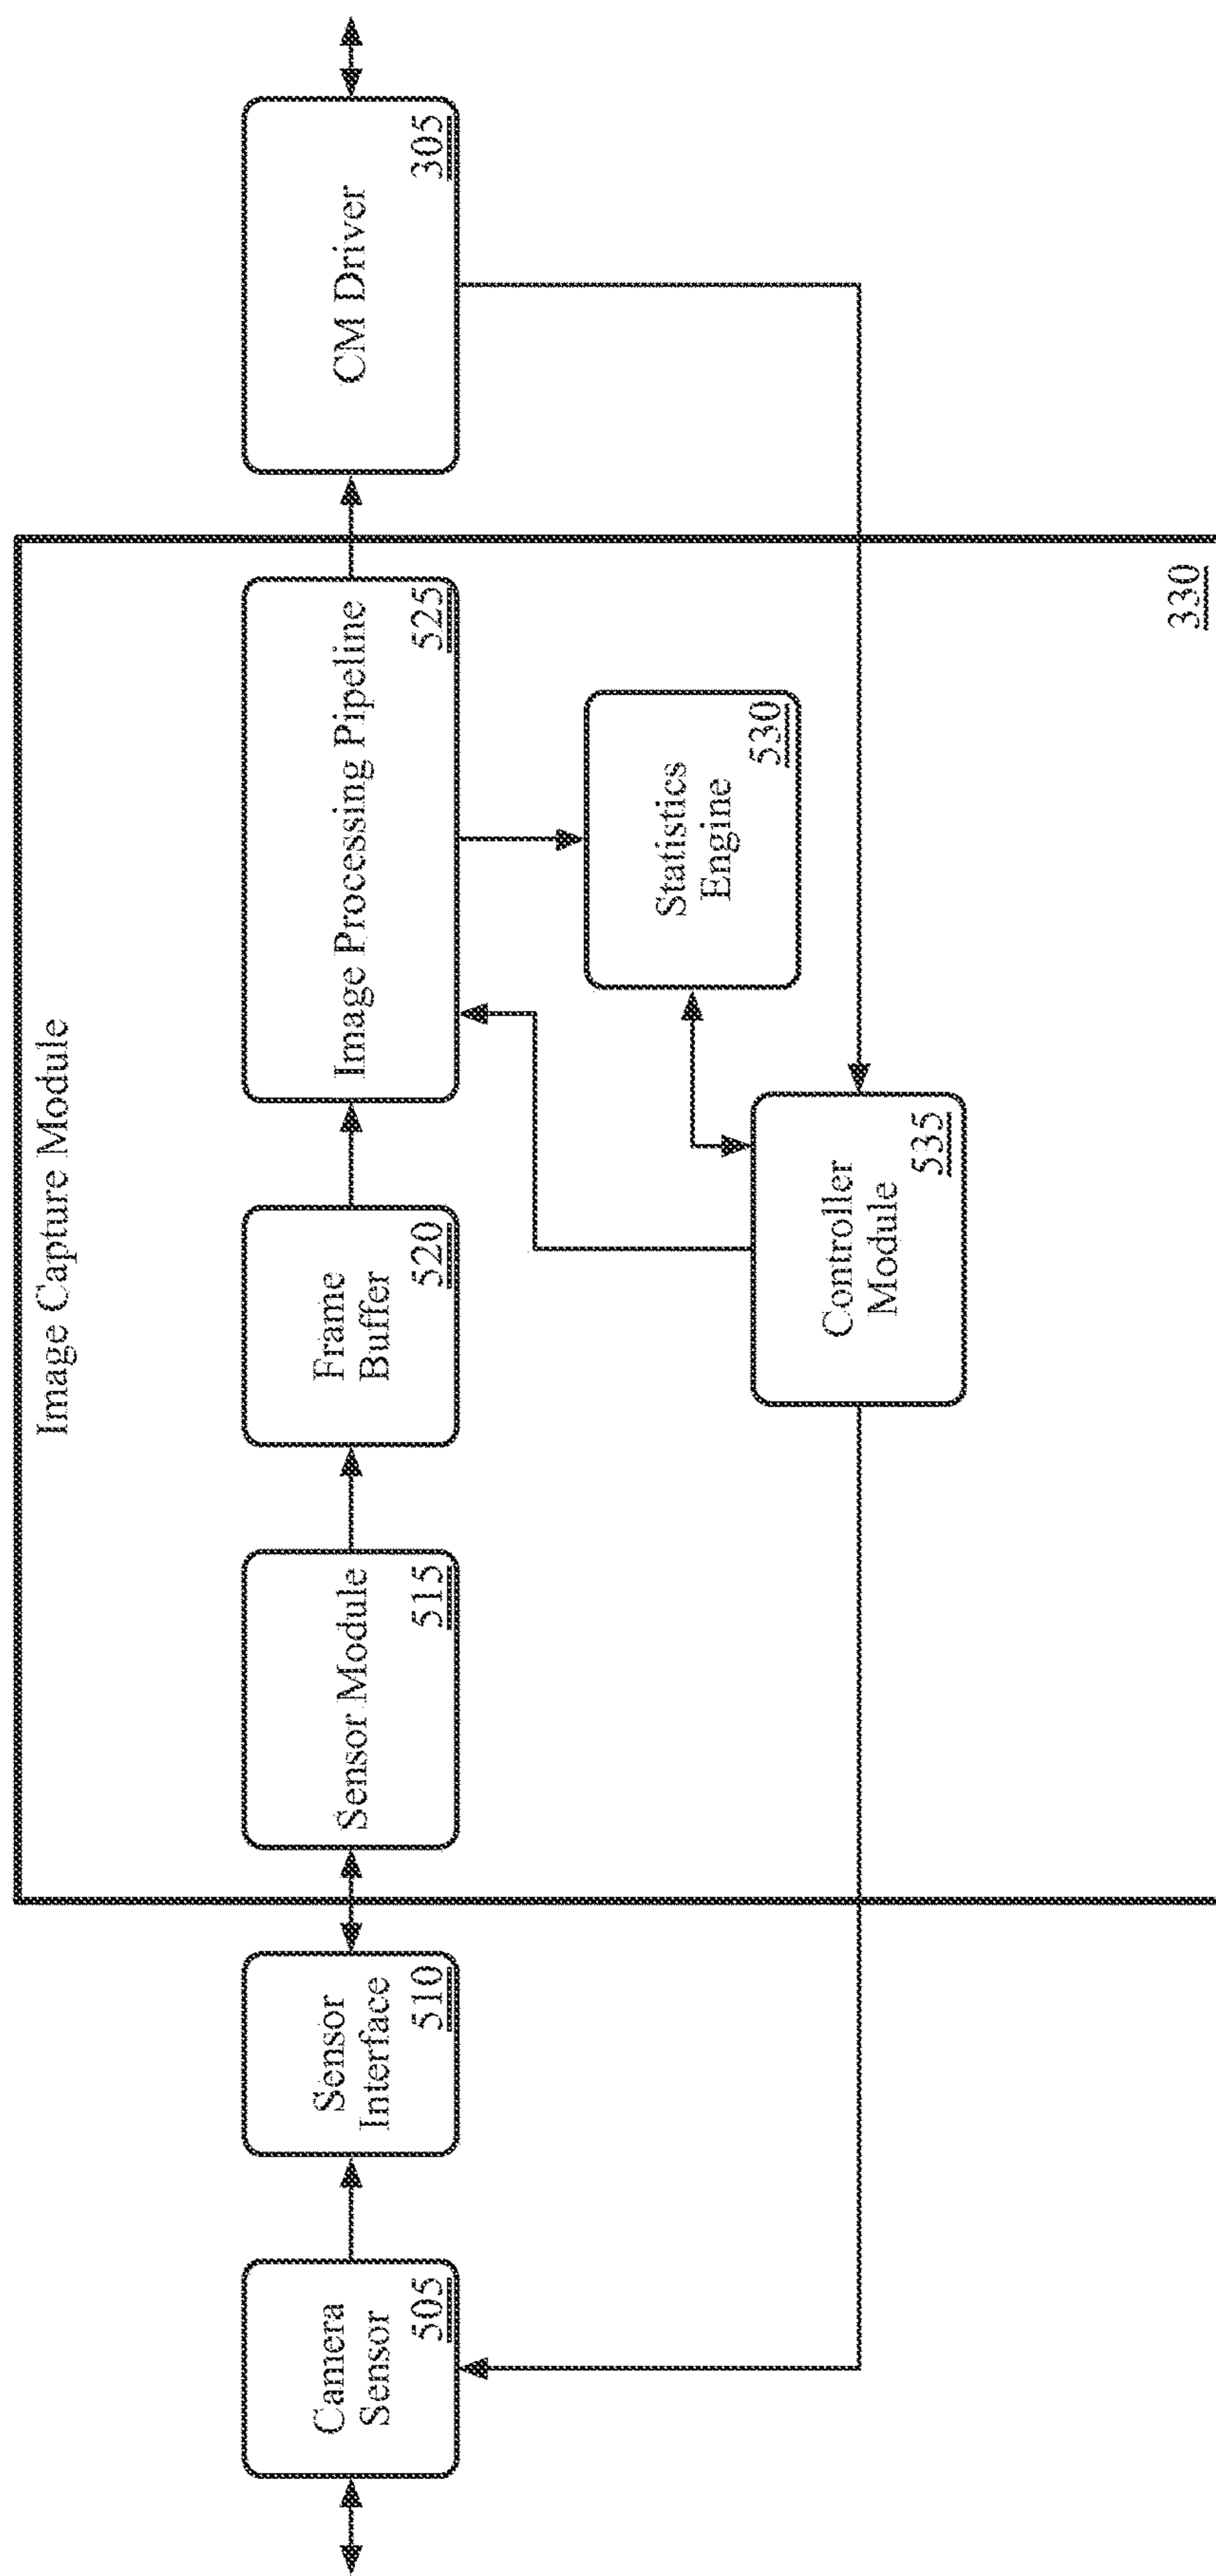 Image Capture Module
Camera
Sensor
505
Sensor
Interface
510
Sensor Module
515
Frame
Buffer
520
Image Processing Pipeline
525
CM Driver
305
Statistics
Engine
530
Controller
Module
535
330